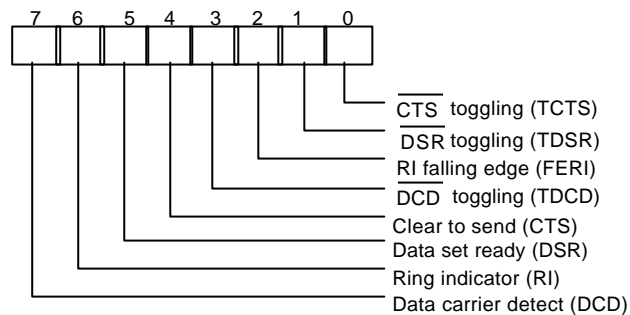 7 6 5 4 3 2 1 0
CTS toggling (TCTS)
DSR toggling (TDSR)
RI falling edge (FERI)
DCD toggling (TDCD)
Clear to send (CTS)
Data set ready (DSR)
Ring indicator (RI)
Data carrier detect (DCD)